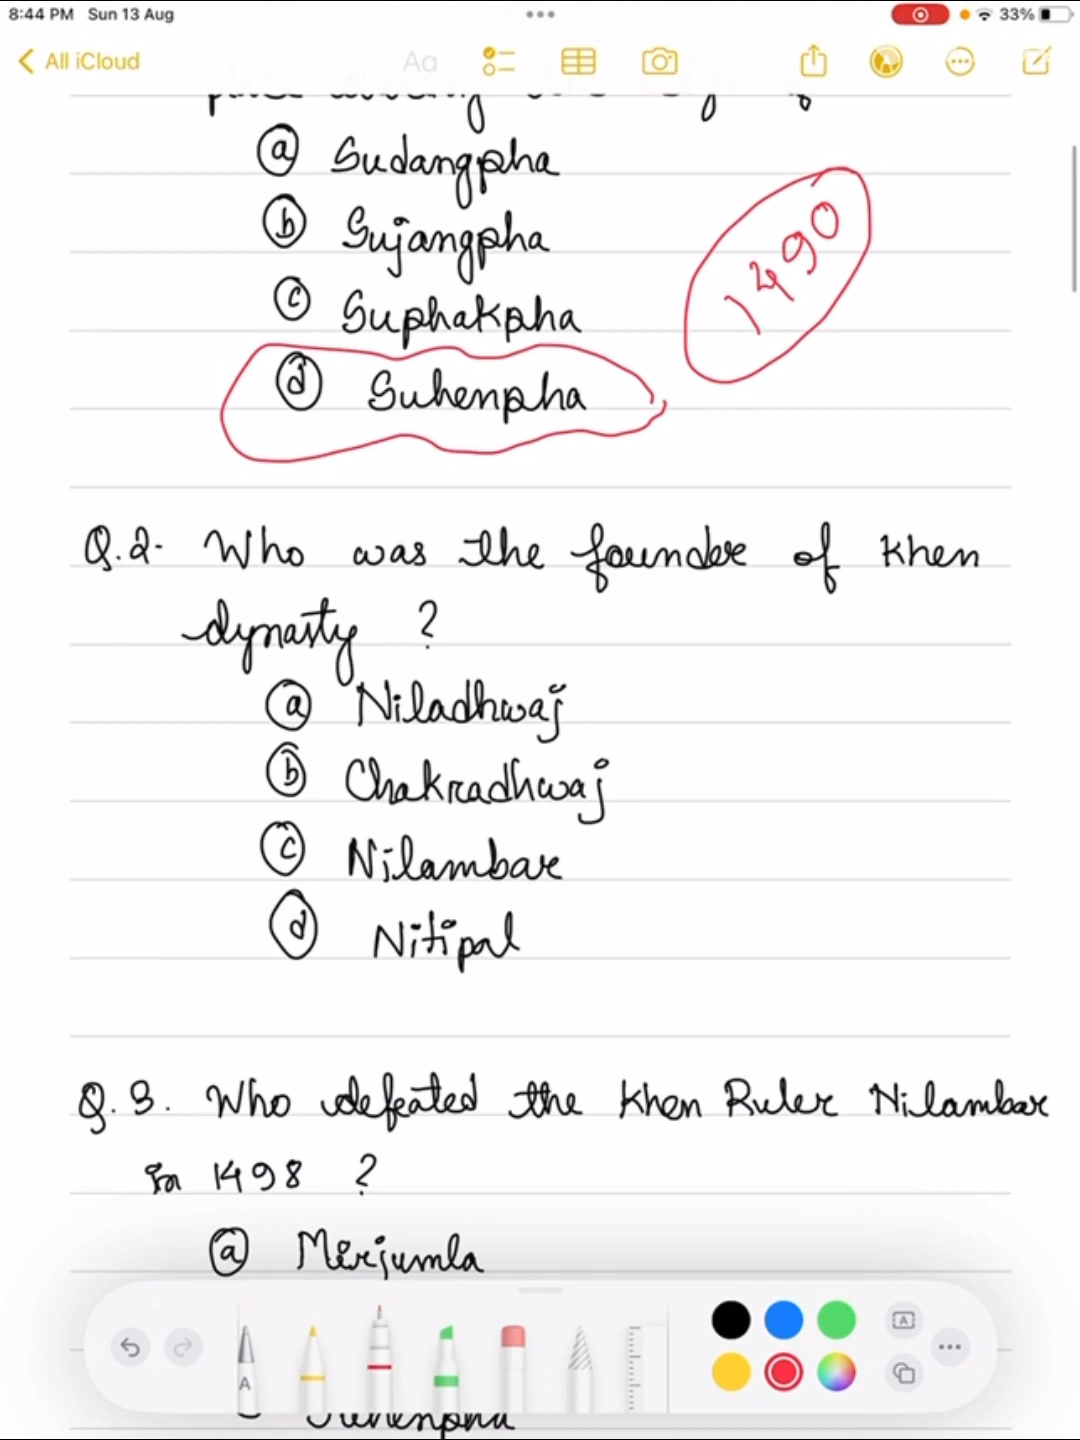 8:44 PM Sun 13 Aug
33%
All iCloud
Aa
a Sudangpha
b Sujangpha
c Suphakpha
1490
d Suhenpha
Q.2. Who was the founder of Khen
dynasty ?
a Niladhwaj
b Chakradhwaj
c Nilambar
d Nitipal
Q.3. Who defeated the Khen Ruler Nilambar
in 1498 ?
a Mirjumla
A
A